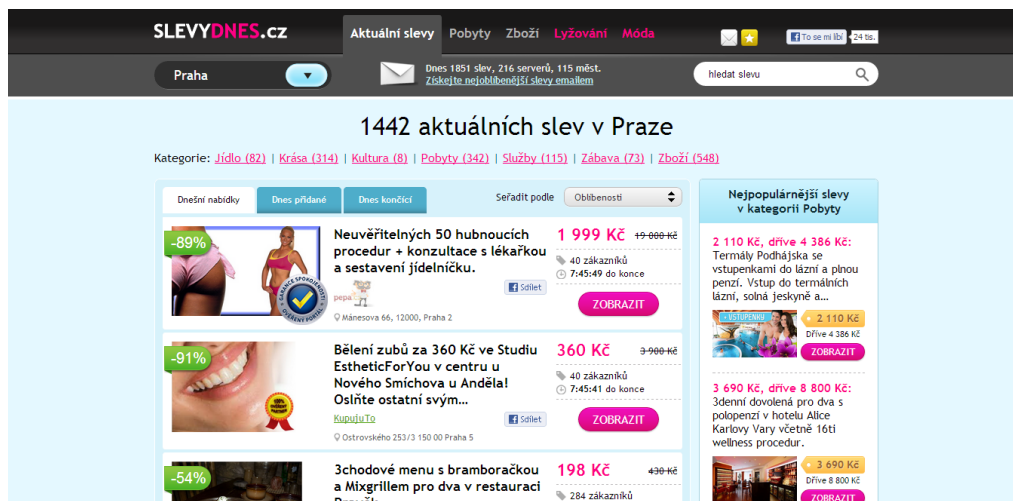 SLEVYDNES.cz
Aktuální slevy Pobyty Zboží Lyžování Móda
To se mi líbí 24 tis.
Praha
Dnes 1851 slev, 216 serverů, 115 měst.
Získejte nejoblíbenější slevy emailem
hledat slevu
1442 aktuálních slev v Praze
Kategorie: Jídlo (82) | Krása (314) | Kultura (8) | Pobyty (342) | Služby (115) | Zábava (73) | Zboží (548)
Dnešní nabídky Dnes přidané Dnes končící
Seřadit podle Oblíbenosti
-89%
Neuvěřitelných 50 hubnoucích
procedur + konzultace s lékařkou
a sestavení jídelníčku.
pepa
Sdílet
Mánesova 66, 12000, Praha 2
1 999 Kč 19 000 Kč
40 zákazníků
7:45:49 do konce
ZOBRAZIT
-91%
100%
Bělení zubů za 360 Kč ve Studiu
EstheticForYou v centru u
Nového Smíchova u Anděla!
Oslňte ostatní svým...
KupujuTo
Sdílet
Ostrovského 253/3 150 00 Praha 5
360 Kč 3 900 Kč
40 zákazníků
7:45:41 do konce
ZOBRAZIT
-54%
3chodové menu s bramboračkou
a Mixgrillem pro dva v restauraci
198 Kč 430 Kč
284 zákazníků
Nejpopulárnější slevy
v kategorii Pobyty
2 110 Kč, dříve 4 386 Kč:
Termály Podhájska se
vstupenkami do lázní a plnou
penzí. Vstup do termálních
lázní, solná jeskyně a...
+ VSTUPENKY
2 110 Kč
Dříve 4 386 Kč
ZOBRAZIT
3 690 Kč, dříve 8 800 Kč:
3denní dovolená pro dva s
polopenzí v hotelu Alice
Karlovy Vary včetně 16ti
wellness procedur.
3 690 Kč
Dříve 8 800 Kč
ZOBRAZIT